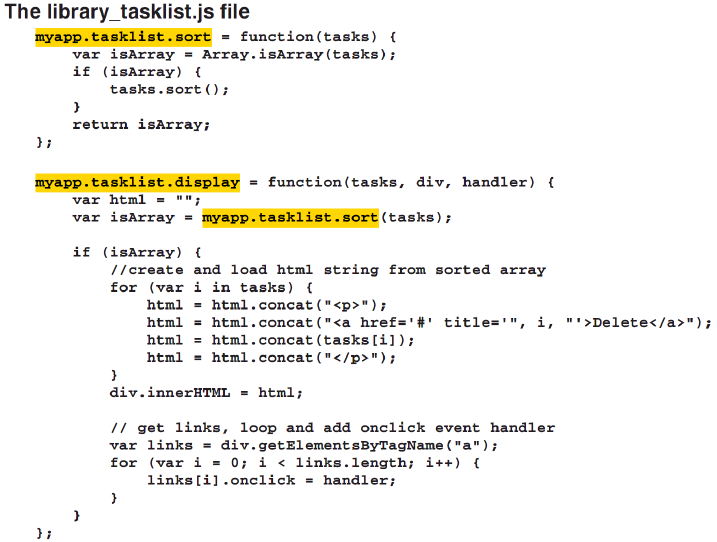 The library_tasklist.js file
myapp.tasklist.sort = function(tasks) {
    var isArray = Array.isArray(tasks);
    if (isArray) {
        tasks.sort();
    }
    return isArray;
};

myapp.tasklist.display = function(tasks, div, handler) {
    var html = "";
    var isArray = myapp.tasklist.sort(tasks);

    if (isArray) {
        //create and load html string from sorted array
        for (var i in tasks) {
            html = html.concat("<p>");
            html = html.concat("<a href='#' title='", i, "'>Delete</a>");
            html = html.concat(tasks[i]);
            html = html.concat("</p>");
        }
        div.innerHTML = html;

        // get links, loop and add onclick event handler
        var links = div.getElementsByTagName("a");
        for (var i = 0; i < links.length; i++) {
            links[i].onclick = handler;
        }
    }
};